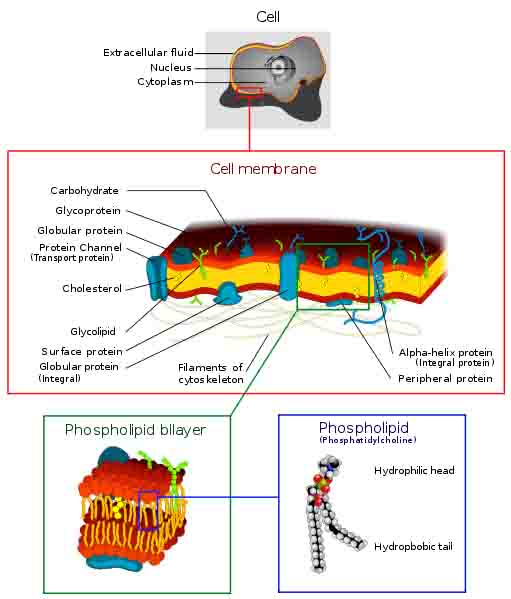 Cell
Extracellular fluid
Nucleus
Cytoplasm
Cell membrane
Carbohydrate
Glycoprotein
Globular protein
Protein Channel
(Transport protein)
Cholesterol
Glycolipid
Surface protein
Globular protein
(Integral)
Filaments of
cytoskeleton
Alpha-helix protein
(Integral protein)
Peripheral protein
Phospholipid bllayer
Phospholipid
(Phosphatidylcholine)
Hydrophilic head
Hydropbobic tail